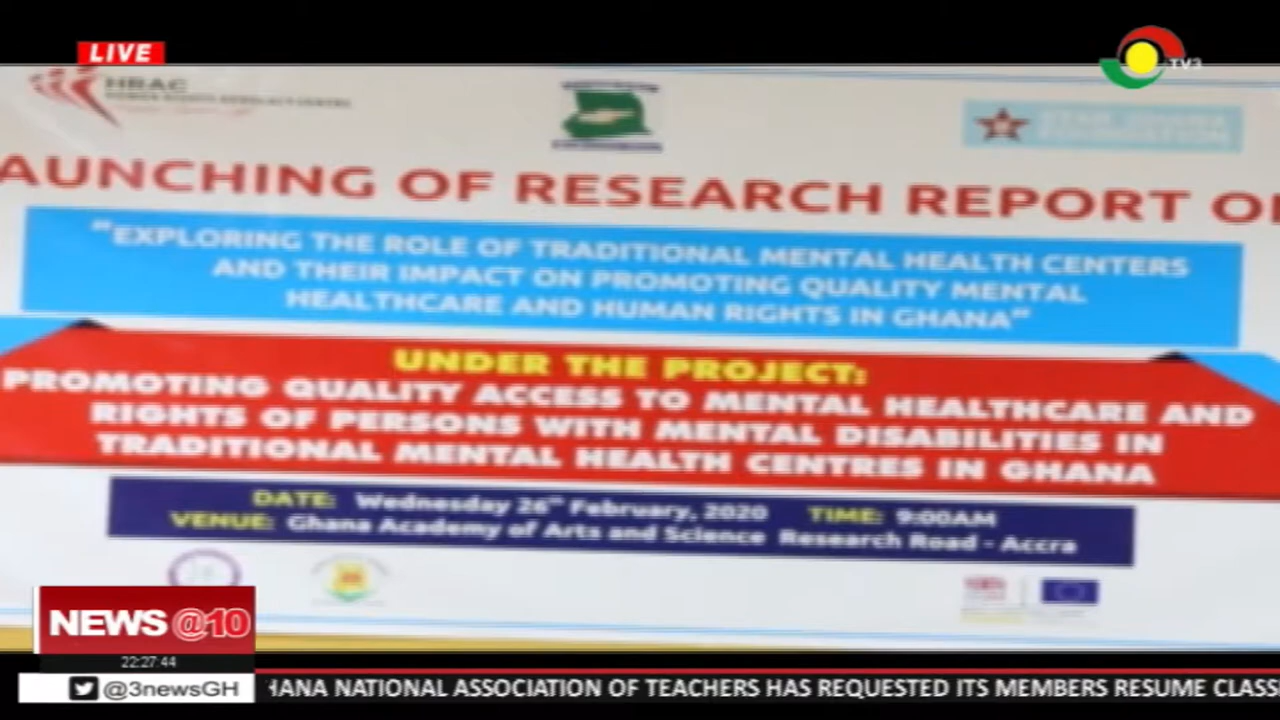 LIVE
TV3
HRAC
AUNCHING OF RESEARCH REPORT O
"EXPLORING THE ROLE OF TRADITIONAL MENTAL HEALTH CENTERS
AND THEIR IMPACT ON PROMOTING QUALITY MENTAL
HEALTHCARE AND HUMAN RIGHTS IN GHANA"
UNDER THE PROJECT:
PROMOTING QUALITY ACCESS TO MENTAL HEALTHCARE AND
RIGHTS OF PERSONS WITH MENTAL DISABILITIES IN
TRADITIONAL MENTAL HEALTH CENTRES IN GHANA
DATE: Wednesday 26th February, 2020 TIME: 9:00AM
VENUE: Ghana Academy of Arts and Science Research Road - Accra
NEWS @10
22:27:44
@3newsGH
HANA NATIONAL ASSOCIATION OF TEACHERS HAS REQUESTED ITS MEMBERS RESUME CLASS